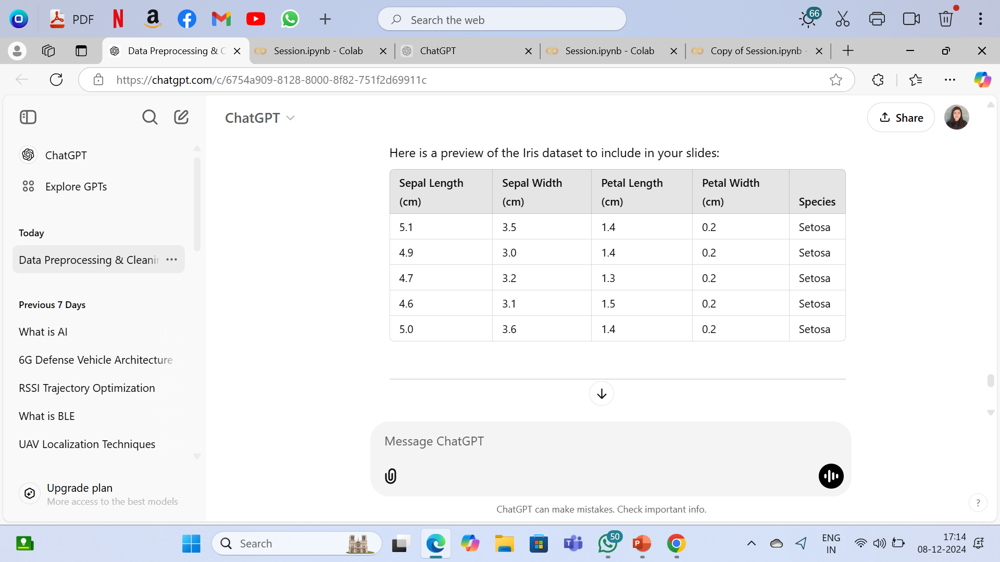 PDF
Search the web
66
Data Preprocessing & C
Session.ipynb - Colab
ChatGPT
Session.ipynb - Colab
Copy of Session.ipynb -
https://chatgpt.com/c/6754a909-8128-8000-8f82-751f2d69911c
ChatGPT
Share
ChatGPT
Explore GPTs
Today
Data Preprocessing & Cleanin
Previous 7 Days
What is AI
6G Defense Vehicle Architecture
RSSI Trajectory Optimization
What is BLE
UAV Localization Techniques
Upgrade plan
More access to the best models
Here is a preview of the Iris dataset to include in your slides:
Sepal Length (cm) Sepal Width (cm) Petal Length (cm) Petal Width (cm) Species
5.1 3.5 1.4 0.2 Setosa
4.9 3.0 1.4 0.2 Setosa
4.7 3.2 1.3 0.2 Setosa
4.6 3.1 1.5 0.2 Setosa
5.0 3.6 1.4 0.2 Setosa
Message ChatGPT
ChatGPT can make mistakes. Check important info.
?
Search
50
ENG
IN
17:14
08-12-2024